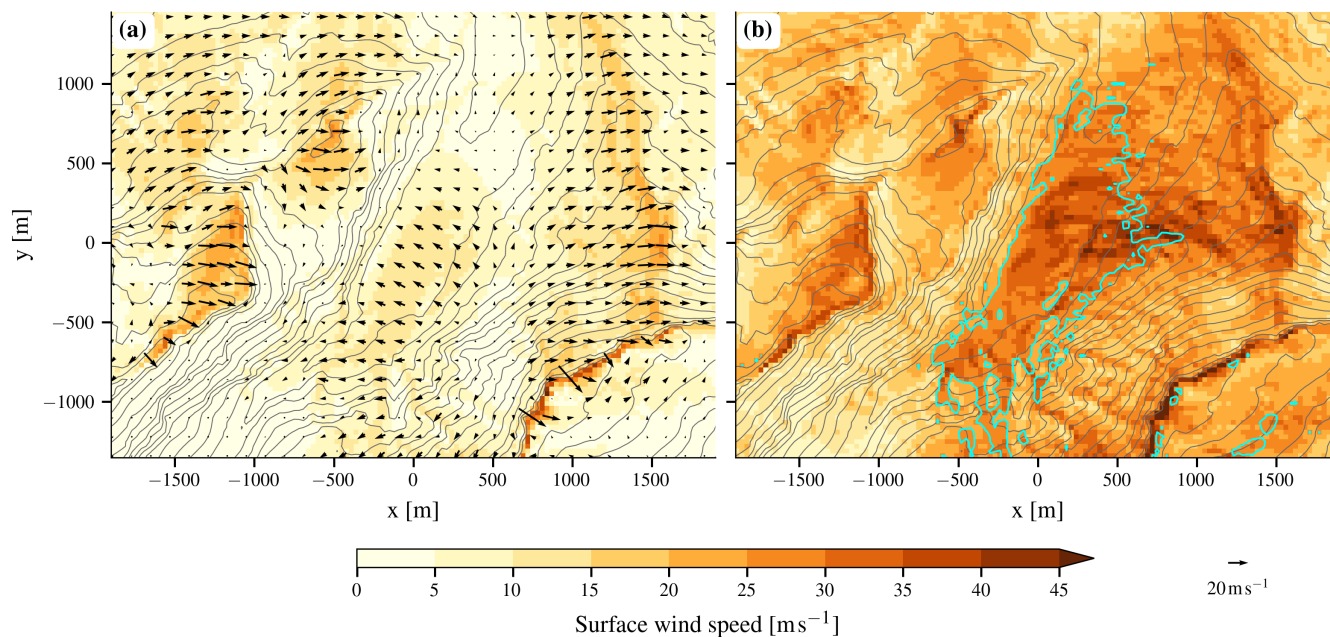 (a) (b)
1000
500
0
−500
−1000
y [m]
−1500 −1000 −500 0 500 1000 1500 −1500 −1000 −500 0 500 1000 1500
x [m] x [m]
0 5 10 15 20 25 30 35 40 45 20 m s⁻¹
Surface wind speed [m s⁻¹]